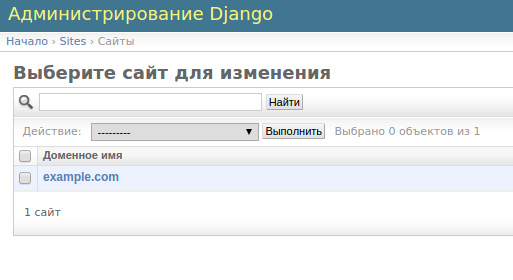 Администрирование Django
Начало › Sites › Сайты
Выберите сайт для изменения
Найти
Действие: --------- Выполнить Выбрано 0 объектов из 1
Доменное имя
example.com
1 сайт